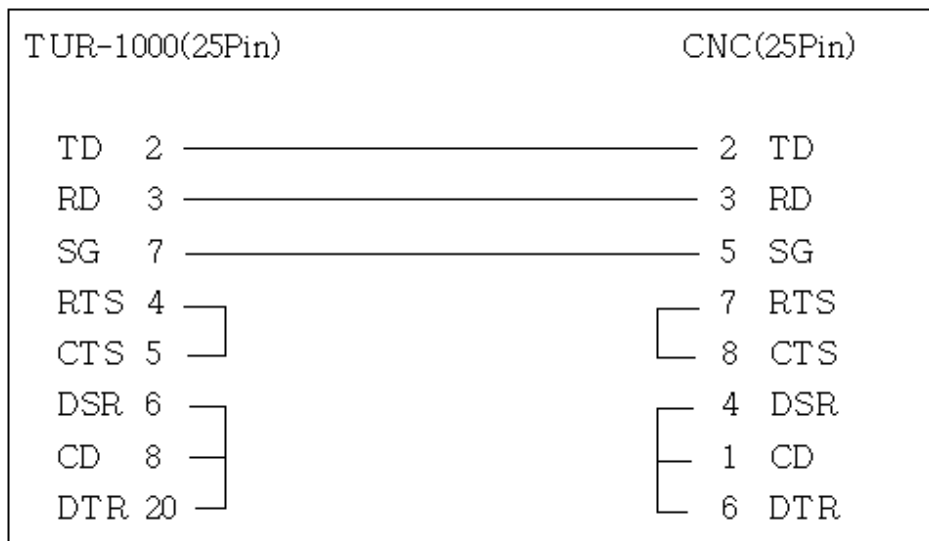 TUR-1000(25Pin) CNC(25Pin)
TD 2 2 TD
RD 3 3 RD
SG 7 5 SG
RTS 4 7 RTS
CTS 5 8 CTS
DSR 6 4 DSR
CD 8 1 CD
DTR 20 6 DTR